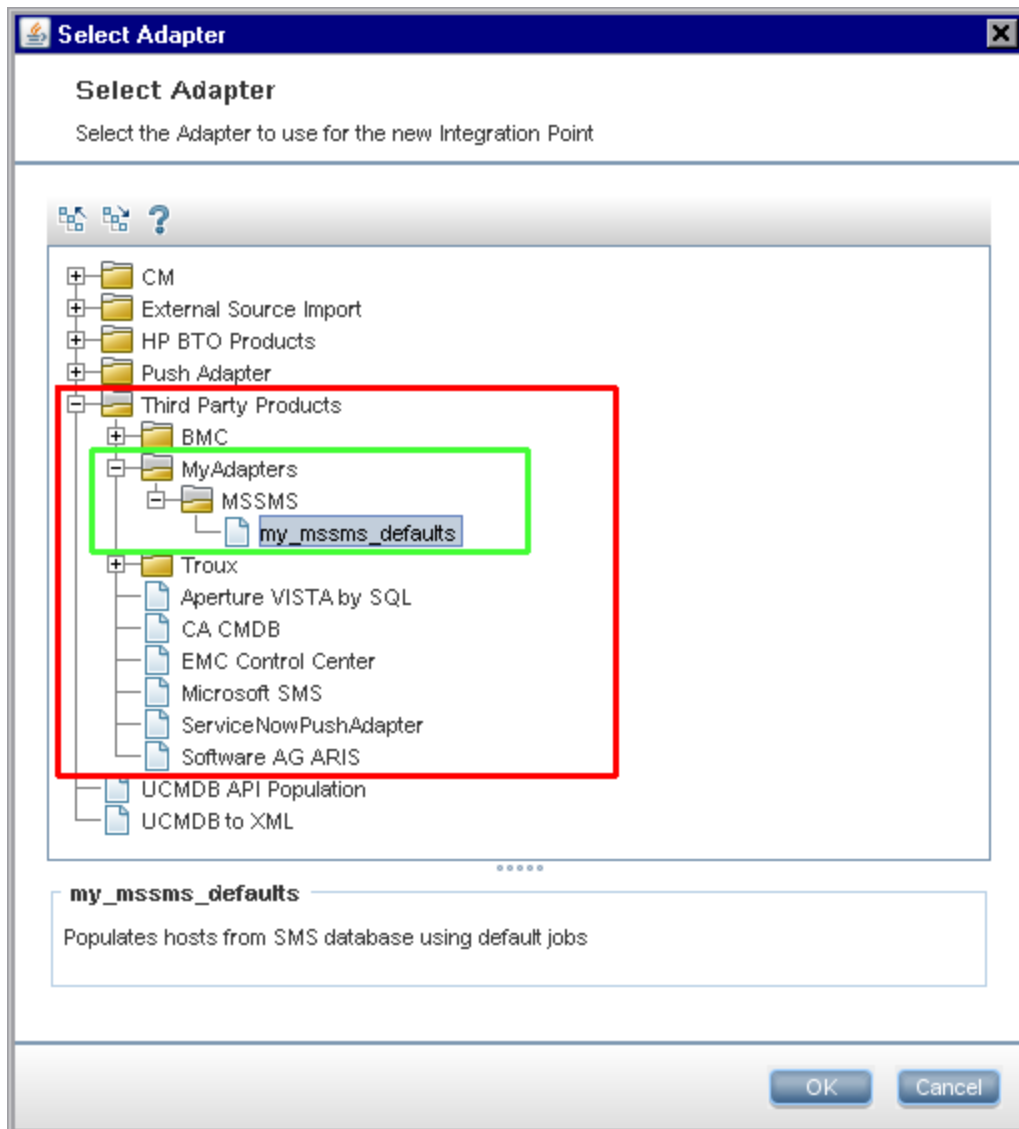 Select Adapter
Select Adapter
Select the Adapter to use for the new Integration Point
CM
External Source Import
HP BTO Products
Push Adapter
Third Party Products
BMC
MyAdapters
MSSMS
my_mssms_defaults
Troux
Aperture VISTA by SQL
CA CMDB
EMC Control Center
Microsoft SMS
ServiceNowPushAdapter
Software AG ARIS
UCMDB API Population
UCMDB to XML
my_mssms_defaults
Populates hosts from SMS database using default jobs
OK Cancel